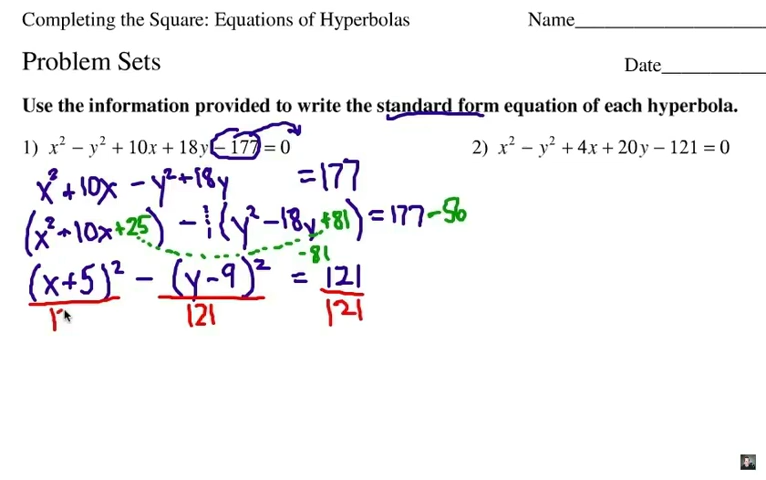 Completing the Square: Equations of Hyperbolas Name
Problem Sets Date
Use the information provided to write the standard form equation of each hyperbola.
1) x² − y² + 10x + 18y − 177 = 0 2) x² − y² + 4x + 20y − 121 = 0
x² + 10x − y² + 18y = 177
(x² + 10x + 25) − 1(y² − 18y + 81) = 177 − 56
− 81
(x + 5)² − (y − 9)² = 121
121 121